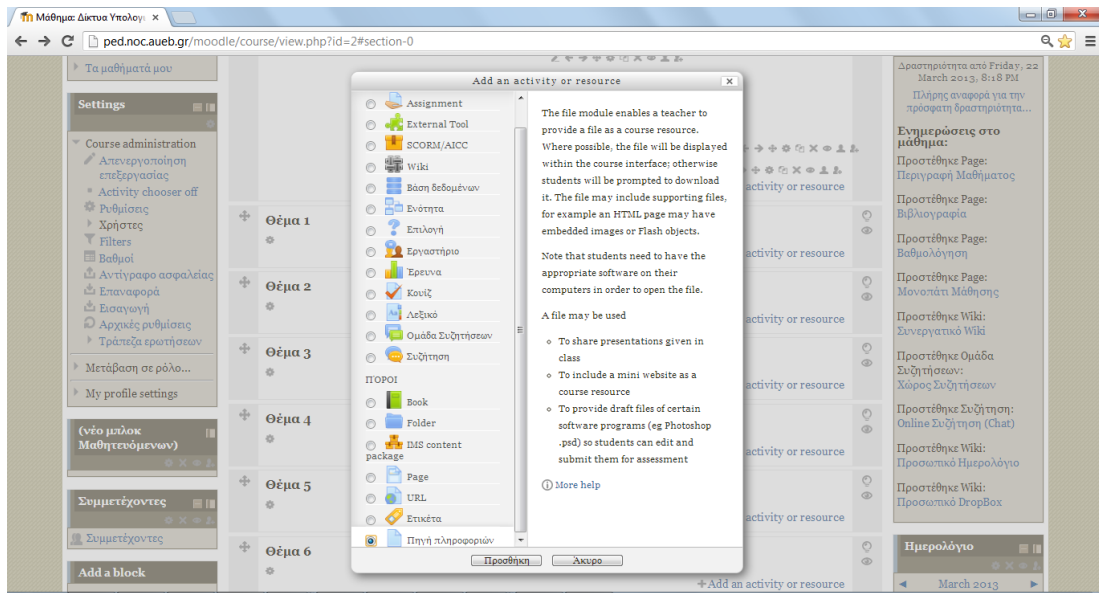 Μάθημα: Δίκτυα Υπολογι
ped.noc.aueb.gr/moodle/course/view.php?id=2#section-0
Τα μαθήματά μου
Settings
Course administration
Απενεργοποίηση
επεξεργασίας
Activity chooser off
Ρυθμίσεις
Χρήστες
Filters
Βαθμοί
Αντίγραφο ασφαλείας
Επαναφορά
Εισαγωγή
Αρχικές ρυθμίσεις
Τράπεζα ερωτήσεων
Μετάβαση σε ρόλο...
My profile settings
(νέο μπλοκ
Μαθητευόμενων)
Συμμετέχοντες
Συμμετέχοντες
Add a block
Θέμα 1
Θέμα 2
Θέμα 3
Θέμα 4
Θέμα 5
Θέμα 6
Add an activity or resource
Assignment
External Tool
SCORM/AICC
Wiki
Βάση δεδομένων
Ενότητα
Επιλογή
Εργαστήριο
Έρευνα
Κουίζ
Λεξικό
Ομάδα Συζητήσεων
Συζήτηση
ΠΌΡΟΙ
Book
Folder
IMS content
package
Page
URL
Ετικέτα
Πηγή πληροφοριών
The file module enables a teacher to
provide a file as a course resource.
Where possible, the file will be displayed
within the course interface; otherwise
students will be prompted to download
it. The file may include supporting files,
for example an HTML page may have
embedded images or Flash objects.
Note that students need to have the
appropriate software on their
computers in order to open the file.
A file may be used
To share presentations given in
class
To include a mini website as a
course resource
To provide draft files of certain
software programs (eg Photoshop
.psd) so students can edit and
submit them for assessment
More help
Προσθήκη
Άκυρο
activity or resource
activity or resource
activity or resource
activity or resource
activity or resource
activity or resource
Add an activity or resource
Δραστηριότητα από Friday, 22
March 2013, 8:18 PM
Πλήρης αναφορά για την
πρόσφατη δραστηριότητα...
Ενημερώσεις στο
μάθημα:
Προστέθηκε Page:
Περιγραφή Μαθήματος
Προστέθηκε Page:
Βιβλιογραφία
Προστέθηκε Page:
Βαθμολόγηση
Προστέθηκε Page:
Μονοπάτι Μάθησης
Προστέθηκε Wiki:
Συνεργατικό Wiki
Προστέθηκε Ομάδα
Συζητήσεων:
Χώρος Συζητήσεων
Προστέθηκε Συζήτηση:
Online Συζήτηση (Chat)
Προστέθηκε Wiki:
Προσωπικό Ημερολόγιο
Προστέθηκε Wiki:
Προσωπικό DropBox
Ημερολόγιο
March 2013